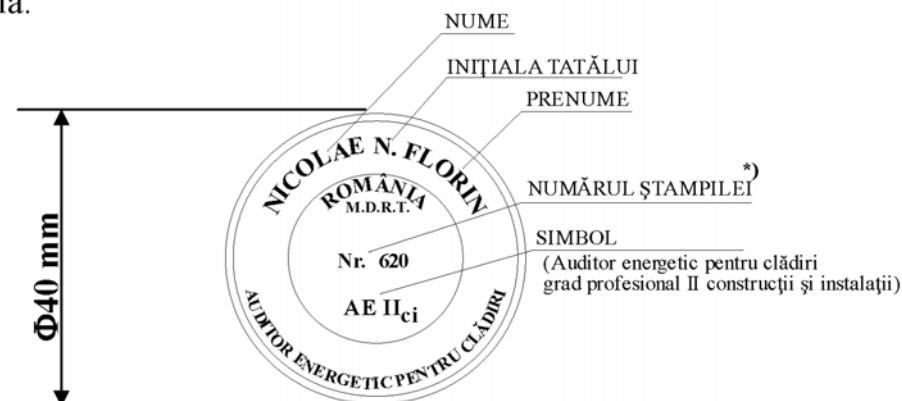 NUME
INIŢIALA TATĂLUI
PRENUME
NICOLAE N. FLORIN
ROMÂNIA
M.D.R.T.
NUMĂRUL ŞTAMPILEI*)
Nr. 620
SIMBOL
(Auditor energetic pentru clădiri
grad profesional II construcţii şi instalaţii)
AE IIci
AUDITOR ENERGETIC PENTRU CLĂDIRI
Φ40 mm